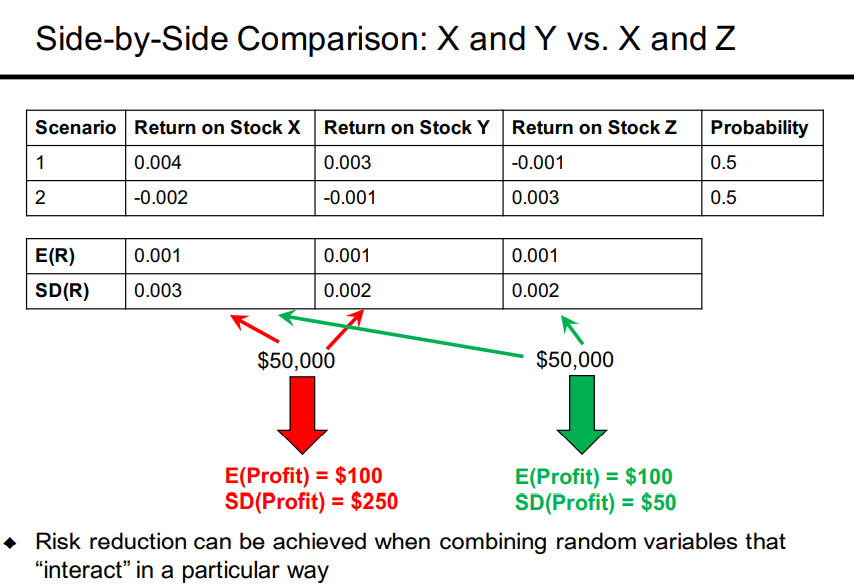 Side-by-Side Comparison: X and Y vs. X and Z
Scenario Return on Stock X Return on Stock Y Return on Stock Z Probability
1 0.004 0.003 -0.001 0.5
2 -0.002 -0.001 0.003 0.5
E(R) 0.001 0.001 0.001
SD(R) 0.003 0.002 0.002
$50,000 $50,000
E(Profit) = $100 E(Profit) = $100
SD(Profit) = $250 SD(Profit) = $50
◆ Risk reduction can be achieved when combining random variables that
“interact” in a particular way